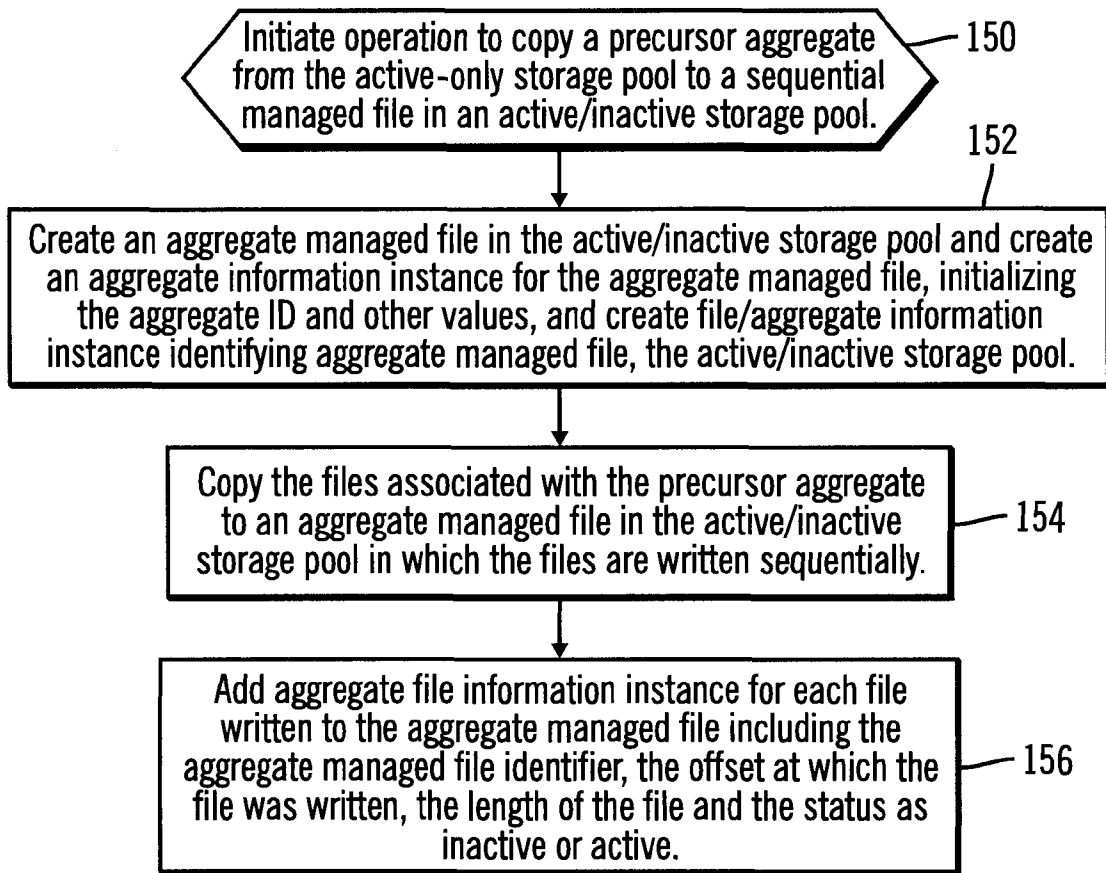 Initiate operation to copy a precursor aggregate
from the active-only storage pool to a sequential
managed file in an active/inactive storage pool.
150
152
Create an aggregate managed file in the active/inactive storage pool and create
an aggregate information instance for the aggregate managed file, initializing
the aggregate ID and other values, and create file/aggregate information
instance identifying aggregate managed file, the active/inactive storage pool.
Copy the files associated with the precursor aggregate
to an aggregate managed file in the active/inactive
storage pool in which the files are written sequentially.
154
Add aggregate file information instance for each file
written to the aggregate managed file including the
aggregate managed file identifier, the offset at which the
file was written, the length of the file and the status as
inactive or active.
156